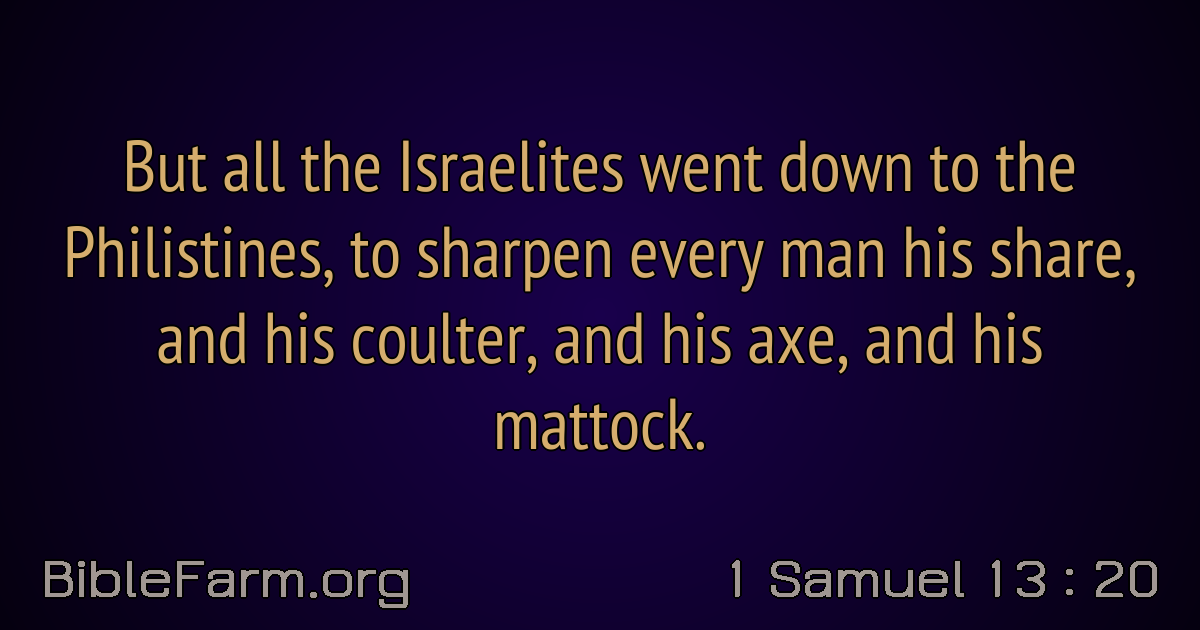 But all the Israelites went down to the
Philistines, to sharpen every man his share,
and his coulter, and his axe, and his
mattock.
BibleFarm.org
1 Samuel 13 : 20